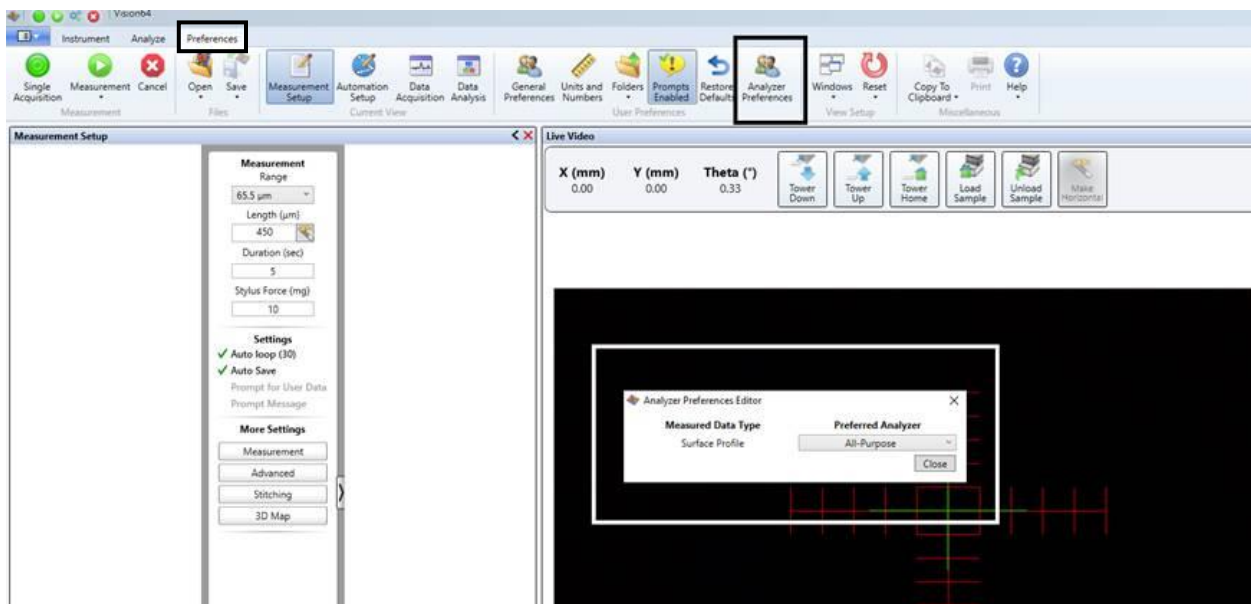 Vision64
Instrument Analyze Preferences
Single Acquisition Measurement Cancel Open Save Measurement Setup Automation Setup Data Acquisition Data Analysis General Preferences Units and Numbers Folders Prompts Enabled Restore Defaults Analyzer Preferences Windows Reset Copy To Clipboard Print Help
Measurement Files Current View User Preferences View Setup Miscellaneous
Measurement Setup
Measurement
Range
65.5 µm
Length (µm)
450
Duration (sec)
5
Stylus Force (mg)
10
Settings
Auto loop (30)
Auto Save
Prompt for User Data
Prompt Message
More Settings
Measurement
Advanced
Stitching
3D Map
Live Video
X (mm) Y (mm) Theta (°)
0.00 0.00 0.33
Tower Down Tower Up Tower Home Load Sample Unload Sample Make Horizontal
Analyzer Preferences Editor
Measured Data Type Preferred Analyzer
Surface Profile All-Purpose
Close